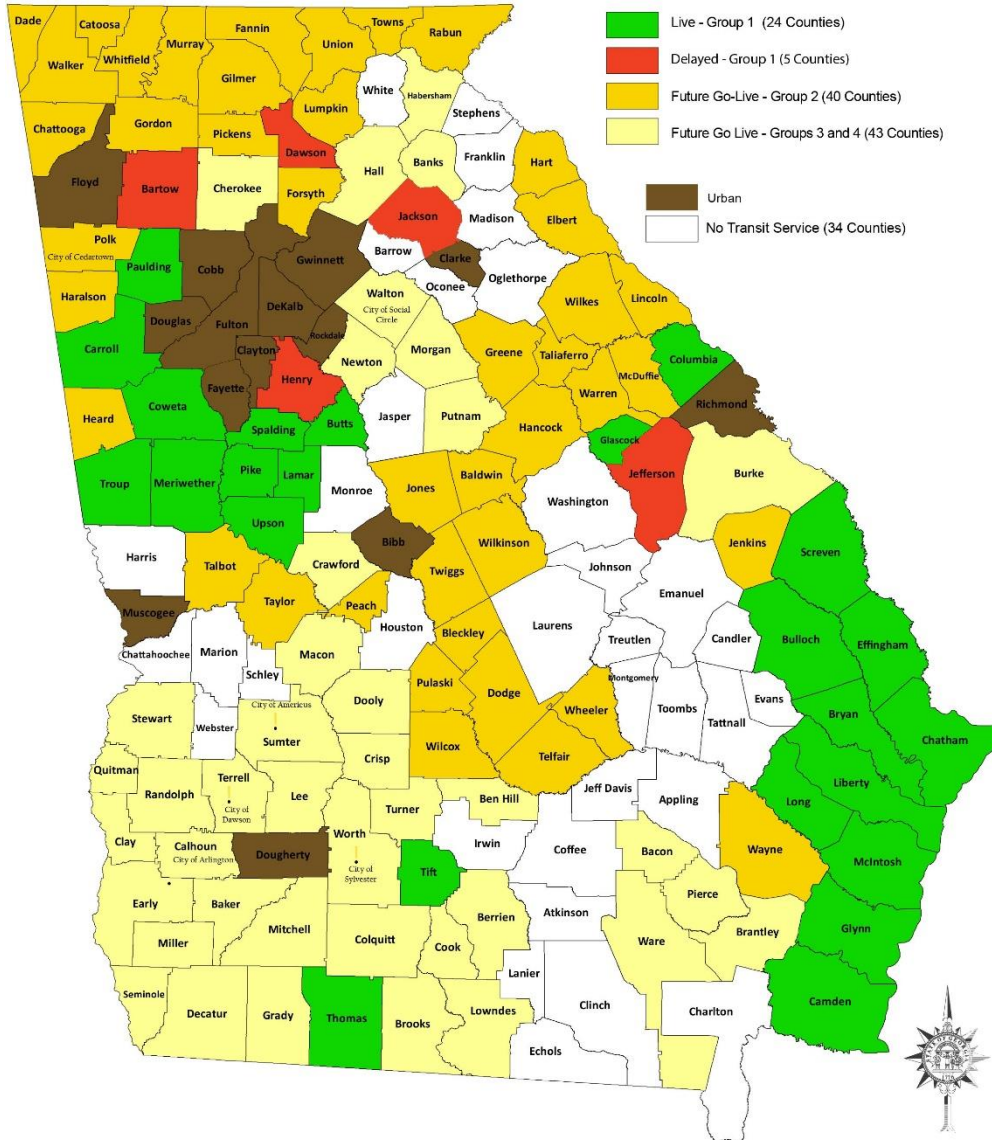 Live - Group 1 (24 Counties)
Delayed - Group 1 (5 Counties)
Future Go-Live - Group 2 (40 Counties)
Future Go Live - Groups 3 and 4 (43 Counties)
Urban
No Transit Service (34 Counties)
Dade
Catoosa
Walker
Whitfield
Murray
Fannin
Gilmer
Union
Towns
Rabun
White
Habersham
Stephens
Lumpkin
Chattooga
Gordon
Pickens
Dawson
Hall
Banks
Franklin
Hart
Floyd
Bartow
Cherokee
Forsyth
Jackson
Madison
Elbert
Polk
City of Cedartown
Paulding
Cobb
Gwinnett
Barrow
Clarke
Oconee
Oglethorpe
Haralson
Douglas
Fulton
DeKalb
Rockdale
Walton
City of Social
Circle
Wilkes
Lincoln
Carroll
Clayton
Fayette
Henry
Newton
Morgan
Greene
Taliaferro
McDuffie
Columbia
Heard
Coweta
Spalding
Butts
Jasper
Putnam
Hancock
Warren
Richmond
Glascock
Jefferson
Burke
Troup
Meriwether
Pike
Lamar
Monroe
Jones
Baldwin
Washington
Upson
Harris
Talbot
Crawford
Bibb
Twiggs
Wilkinson
Johnson
Jenkins
Screven
Emanuel
Muscogee
Taylor
Peach
Houston
Bleckley
Laurens
Treutlen
Candler
Bulloch
Effingham
Chattahoochee
Marion
Schley
Macon
Pulaski
Dodge
Wheeler
Montgomery
Toombs
Tattnall
Evans
Bryan
Chatham
Stewart
Webster
City of Americus
Sumter
Dooly
Crisp
Wilcox
Telfair
Quitman
Randolph
Terrell
City of
Dawson
Lee
Turner
Ben Hill
Jeff Davis
Appling
Long
Liberty
Clay
Calhoun
City of Arlington
Dougherty
Worth
City of
Sylvester
Tift
Irwin
Coffee
Bacon
Wayne
McIntosh
Early
Baker
Miller
Mitchell
Colquitt
Cook
Berrien
Atkinson
Ware
Pierce
Brantley
Glynn
Seminole
Decatur
Grady
Thomas
Brooks
Lowndes
Lanier
Clinch
Echols
Charlton
Camden